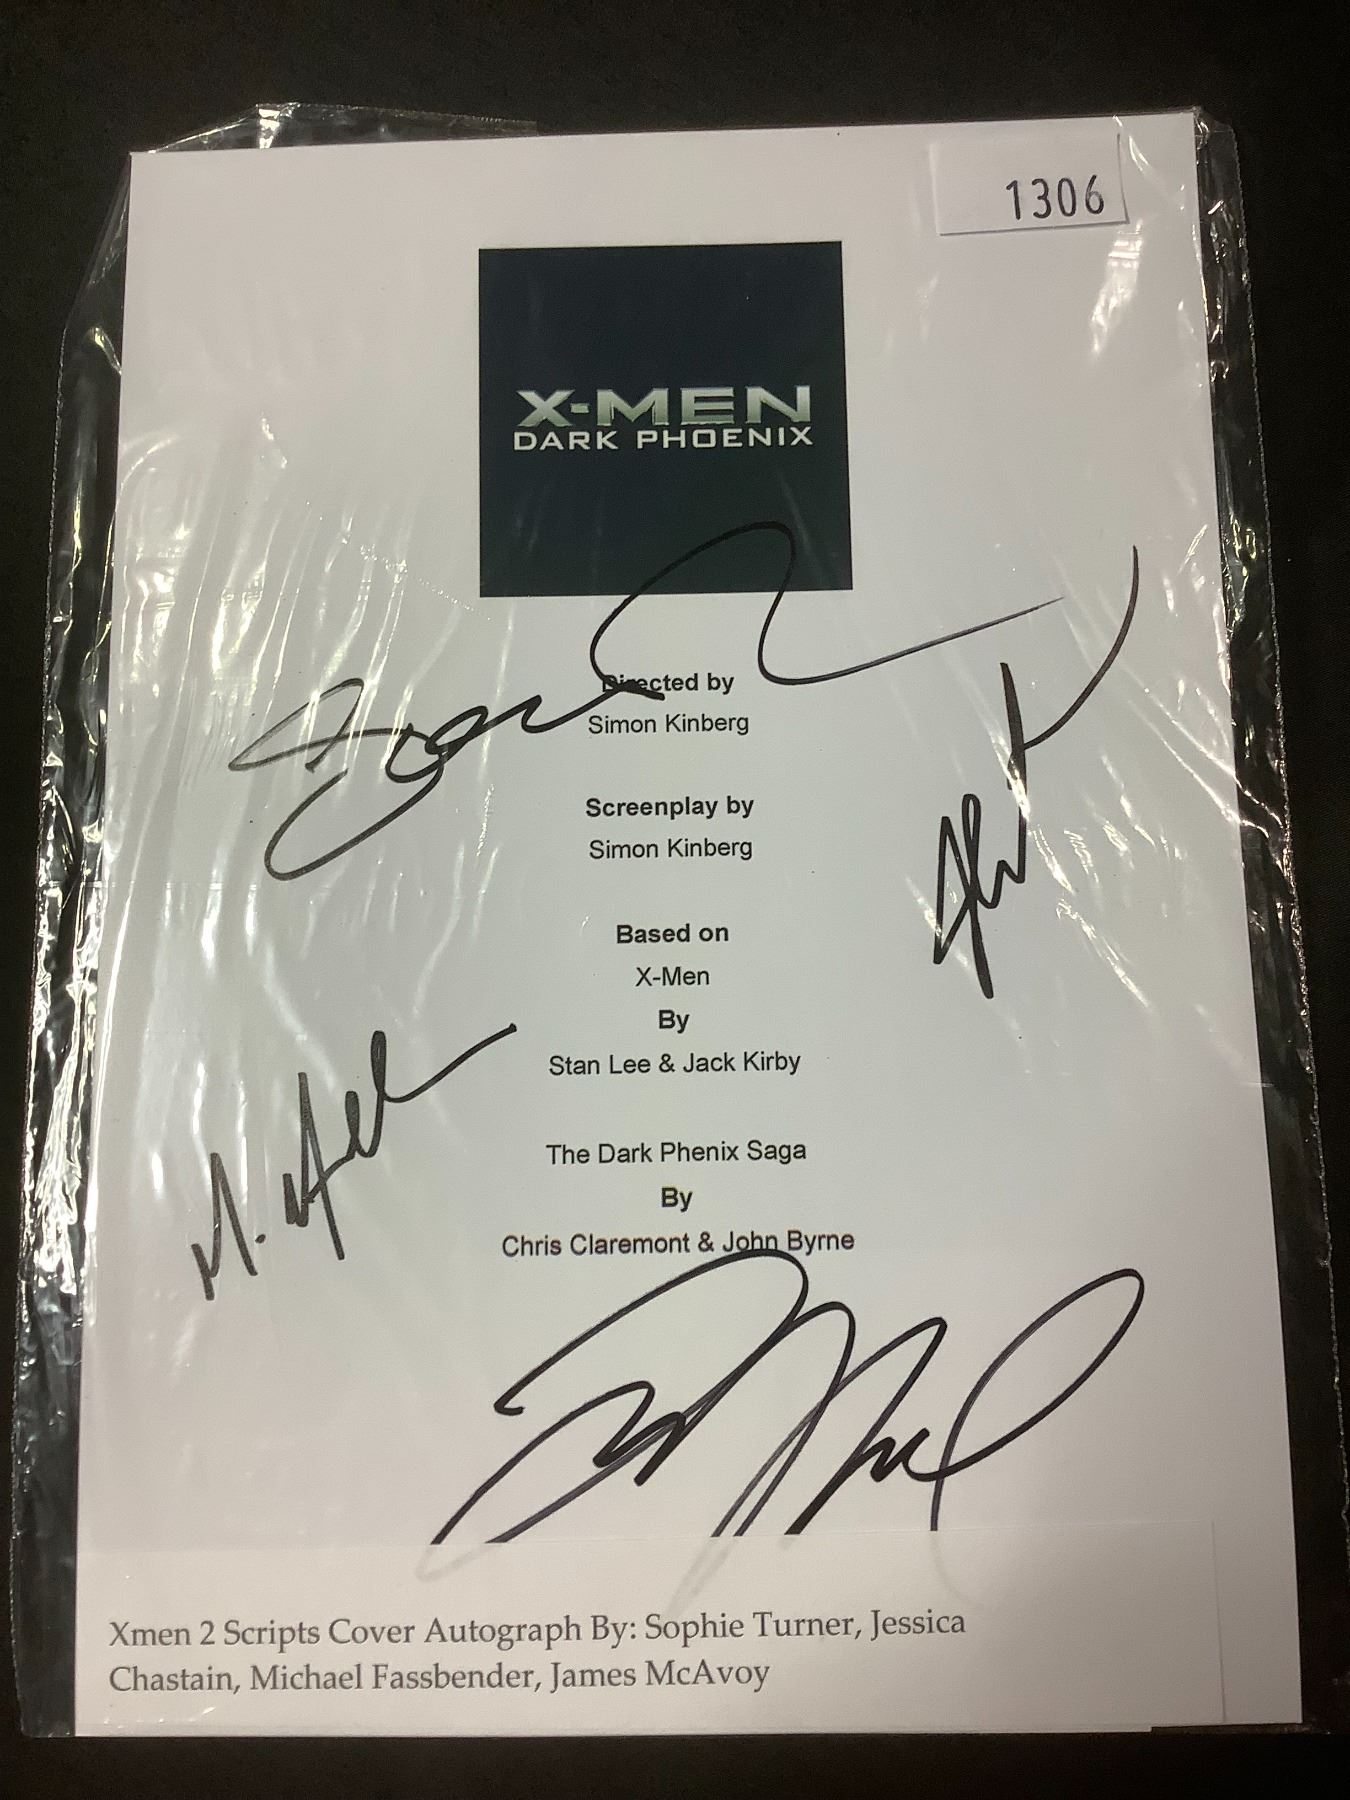 1306
X-MEN
DARK PHOENIX
Directed by
Simon Kinberg
Screenplay by
Simon Kinberg
Based on
X-Men
By
Stan Lee & Jack Kirby
The Dark Phenix Saga
By
Chris Claremont & John Byrne
Xmen 2 Scripts Cover Autograph By: Sophie Turner, Jessica
Chastain, Michael Fassbender, James McAvoy